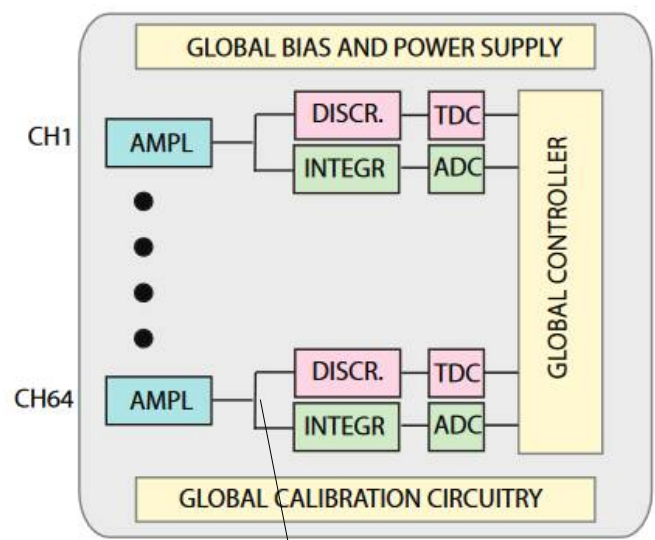 GLOBAL BIAS AND POWER SUPPLY
CH1
AMPL
DISCR.
TDC
INTEGR
ADC
GLOBAL CONTROLLER
CH64
AMPL
DISCR.
TDC
INTEGR
ADC
GLOBAL CALIBRATION CIRCUITRY